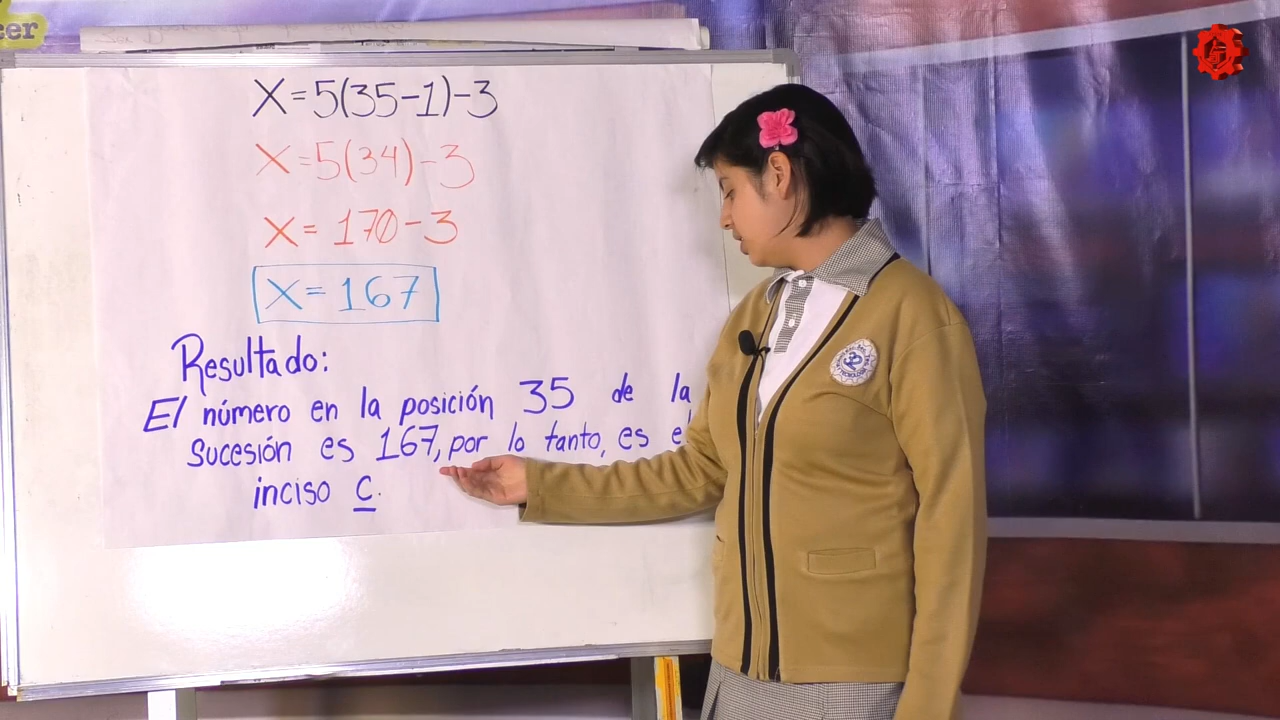 cer
X=5(35-1)-3
X=5(34)-3
X=170-3
X=167
Resultado:
El número en la posición 35 de la
sucesión es 167, por lo tanto, es el
inciso C.